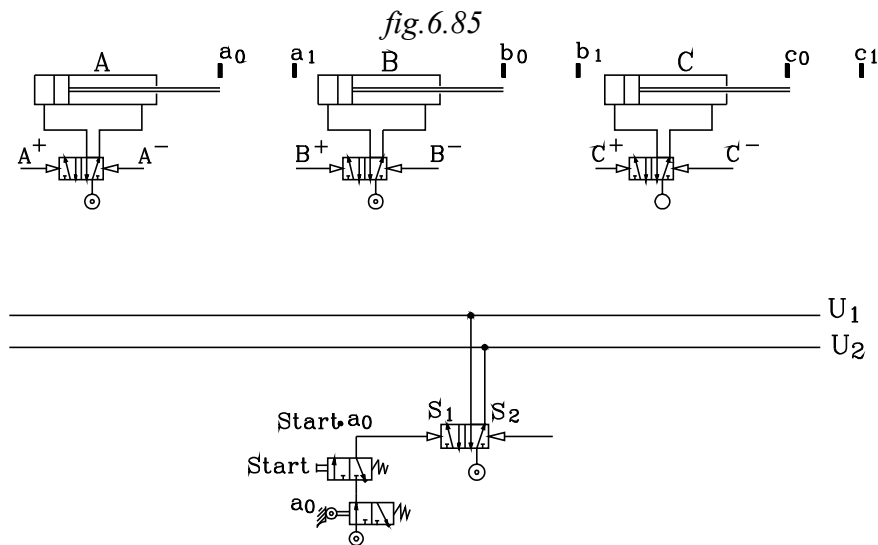 fig.6.85
A a₀ a₁ B b₀ b₁ C c₀ c₁
A⁺ A⁻ B⁺ B⁻ C⁺ C⁻
U₁
U₂
Start•a₀ S₁ S₂
Start
a₀